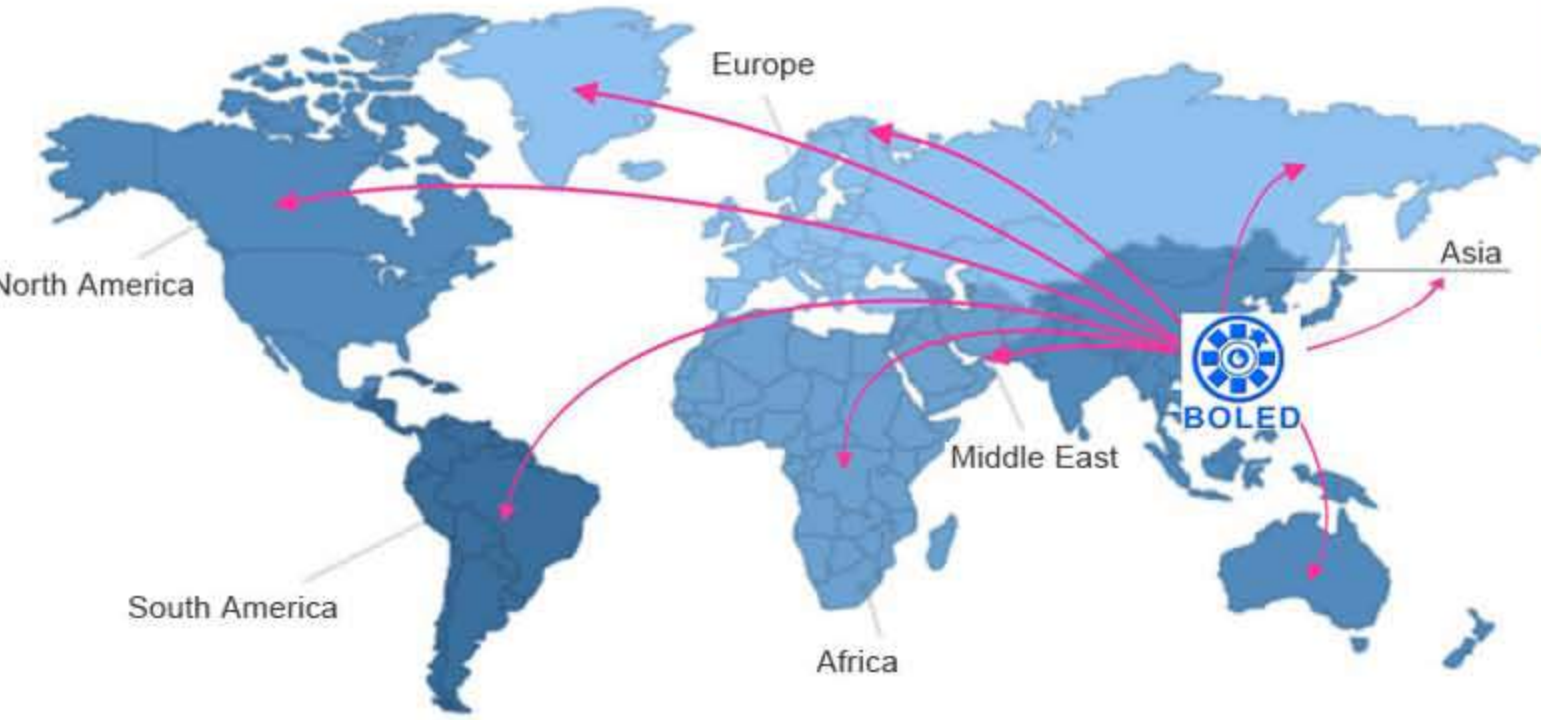 Europe
Asia
North America
BOLED
Middle East
South America
Africa